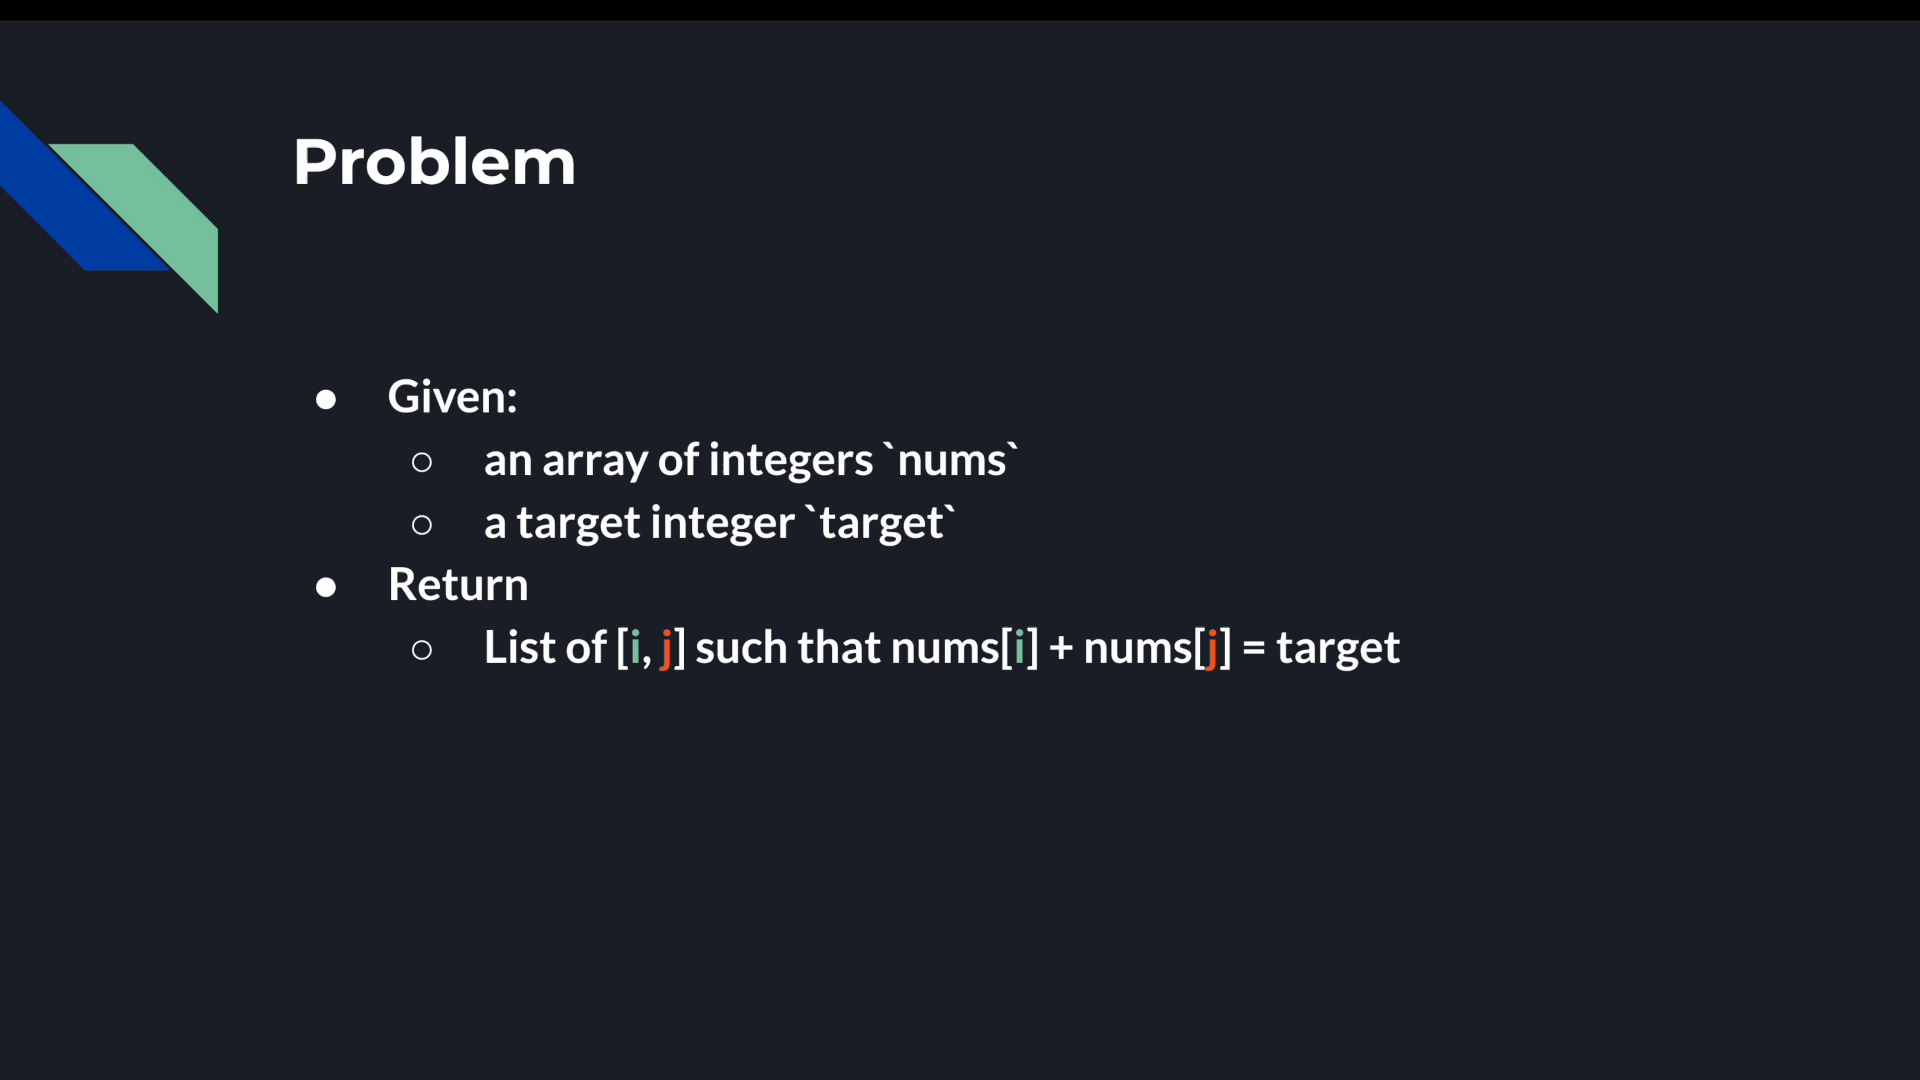 Problem
● Given:
○ an array of integers `nums`
○ a target integer `target`
● Return
○ List of [i, j] such that nums[i] + nums[j] = target